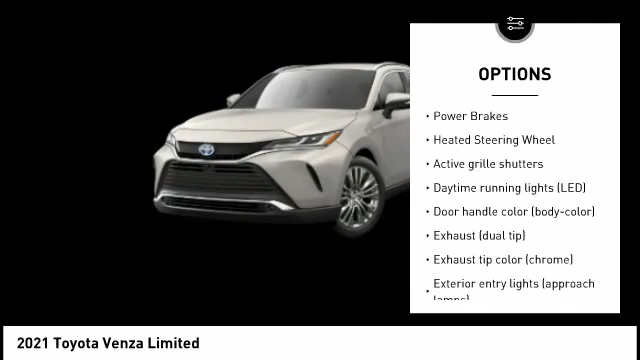 OPTIONS
Power Brakes
Heated Steering Wheel
Active grille shutters
Daytime running lights (LED)
Door handle color (body-color)
Exhaust (dual tip)
Exhaust tip color (chrome)
Exterior entry lights (approach
lamps)
2021 Toyota Venza Limited